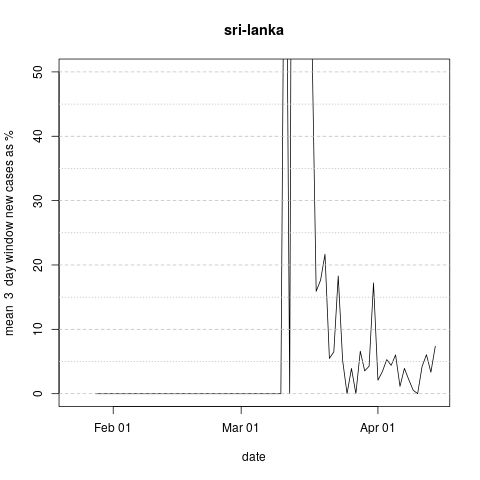 sri-lanka
mean  3  day window new cases as %
50
40
30
20
10
0
Feb 01
Mar 01
Apr 01
date